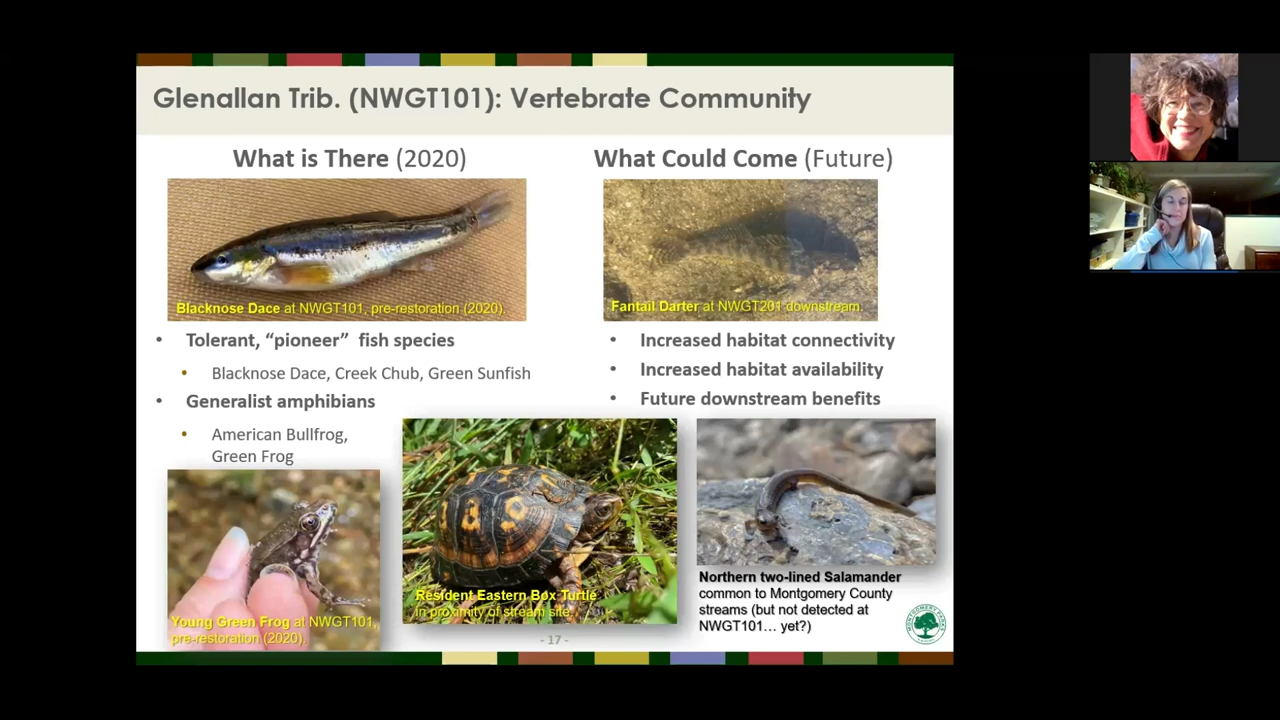 Glenallan Trib. (NWGT101): Vertebrate Community
What is There (2020)
Blacknose Dace at NWGT101, pre-restoration (2020).
• Tolerant, “pioneer” fish species
• Blacknose Dace, Creek Chub, Green Sunfish
• Generalist amphibians
• American Bullfrog,
Green Frog
Young Green Frog at NWGT101,
pre-restoration (2020).
What Could Come (Future)
Fantail Darter at NWGT201 downstream.
• Increased habitat connectivity
• Increased habitat availability
• Future downstream benefits
Resident Eastern Box Turtle
in proximity of stream site.
Northern two-lined Salamander
common to Montgomery County
streams (but not detected at
NWGT101… yet?)
- 17 -
MONTGOMERY PARKS